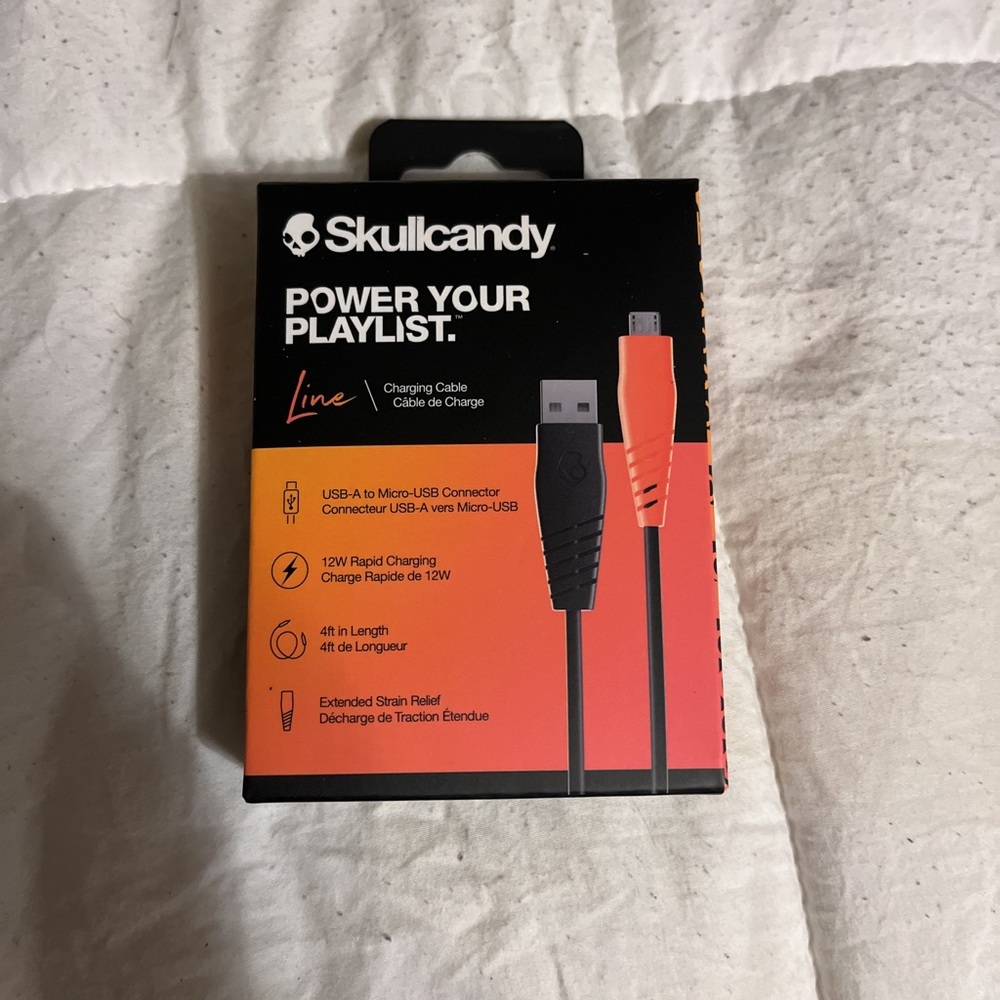 Skullcandy
POWER YOUR
PLAYLIST.™
Line
Charging Cable
Câble de Charge
USB-A to Micro-USB Connector
Connecteur USB-A vers Micro-USB
12W Rapid Charging
Charge Rapide de 12W
4ft in Length
4ft de Longueur
Extended Strain Relief
Décharge de Traction Étendue